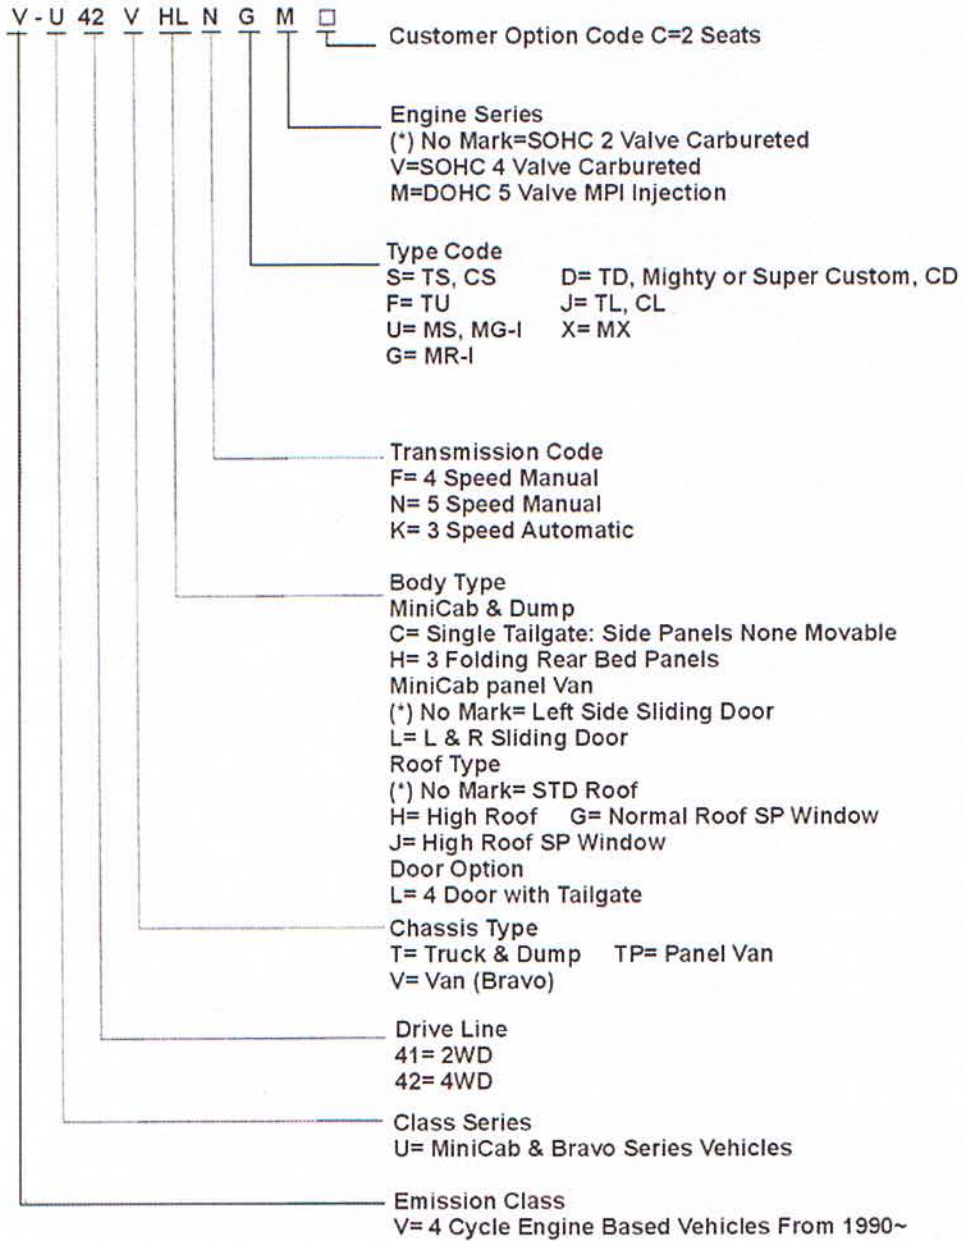 V - U 42 V HL N G M □
Customer Option Code C=2 Seats
Engine Series
(*) No Mark=SOHC 2 Valve Carbureted
V=SOHC 4 Valve Carbureted
M=DOHC 5 Valve MPI Injection
Type Code
S= TS, CS D= TD, Mighty or Super Custom, CD
F= TU J= TL, CL
U= MS, MG-I X= MX
G= MR-I
Transmission Code
F= 4 Speed Manual
N= 5 Speed Manual
K= 3 Speed Automatic
Body Type
MiniCab & Dump
C= Single Tailgate: Side Panels None Movable
H= 3 Folding Rear Bed Panels
MiniCab panel Van
(*) No Mark= Left Side Sliding Door
L= L & R Sliding Door
Roof Type
(*) No Mark= STD Roof
H= High Roof G= Normal Roof SP Window
J= High Roof SP Window
Door Option
L= 4 Door with Tailgate
Chassis Type
T= Truck & Dump TP= Panel Van
V= Van (Bravo)
Drive Line
41= 2WD
42= 4WD
Class Series
U= MiniCab & Bravo Series Vehicles
Emission Class
V= 4 Cycle Engine Based Vehicles From 1990~